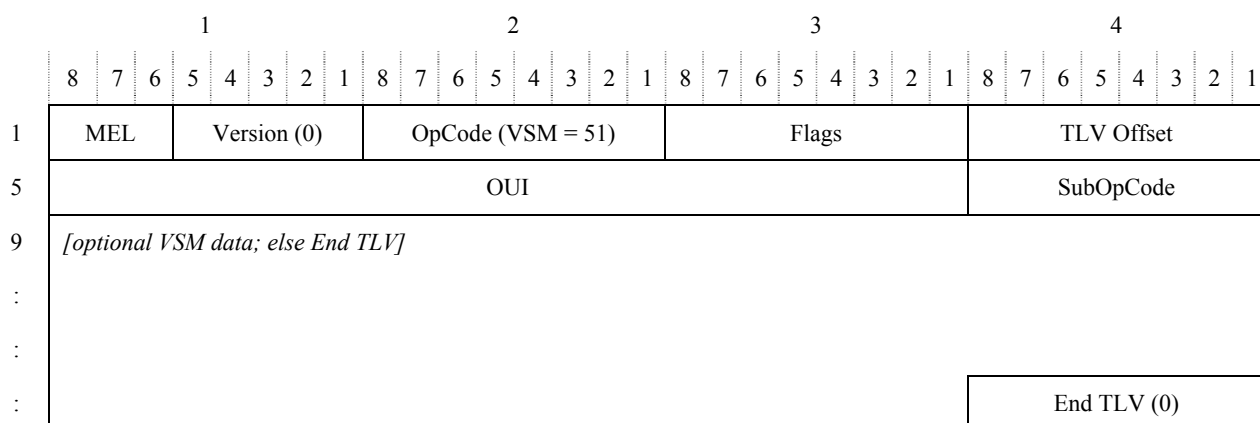 1 2 3 4
8 7 6 5 4 3 2 1 8 7 6 5 4 3 2 1 8 7 6 5 4 3 2 1 8 7 6 5 4 3 2 1
1 MEL Version (0) OpCode (VSM = 51) Flags TLV Offset
5 OUI SubOpCode
9 [optional VSM data; else End TLV]
:
:
: End TLV (0)